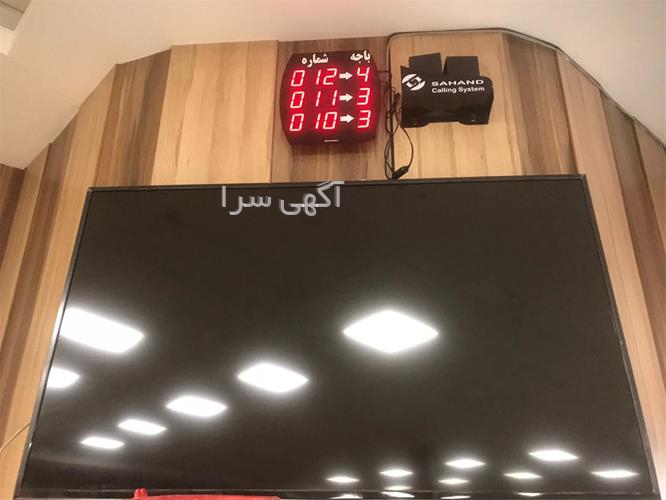 شماره باجه
012→4
011→3
010→3
SAHAND
Calling System
آگهی سرا